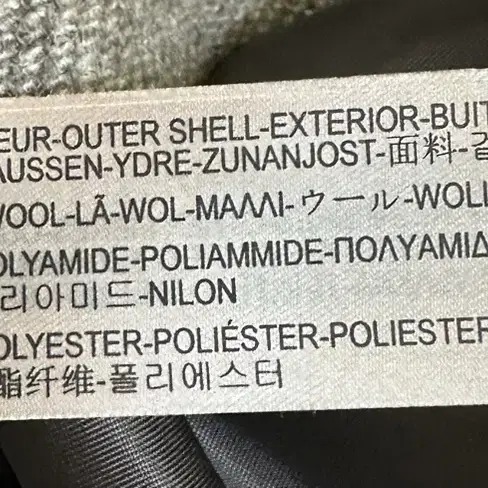 EUR-OUTER SHELL-EXTERIOR-BUIT
AUSSEN-YDRE-ZUNANJOST-面料-겉
WOOL-LÃ-WOL-ΜΑΛΛΙ-ウール-WOLL
OLYAMIDE-POLIAMMIDE-ΠΟΛΥΑΜΙΔ
리아미드-NILON
OLYESTER-POLIÉSTER-POLIESTER
酯纤维-폴리에스터